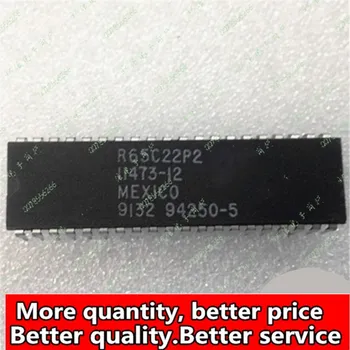 R65C22P2
11473-12
MEXICO
9132 94250-5
More quantity, better price
Better quality.Better service